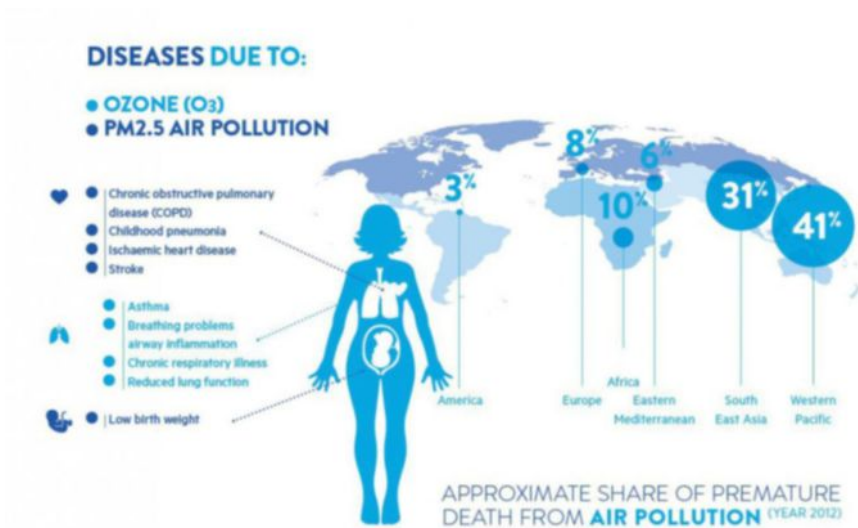 DISEASES DUE TO:
OZONE (O3)
PM2.5 AIR POLLUTION
Chronic obstructive pulmonary
disease (COPD)
Childhood pneumonia
Ischaemic heart disease
Stroke
Asthma
Breathing problems
airway inflammation
Chronic respiratory illness
Reduced lung function
Low birth weight
3%
8%
10%
6%
31%
41%
America
Europe
Africa
Eastern
Mediterranean
South
East Asia
Western
Pacific
APPROXIMATE SHARE OF PREMATURE
DEATH FROM AIR POLLUTION (YEAR 2012)